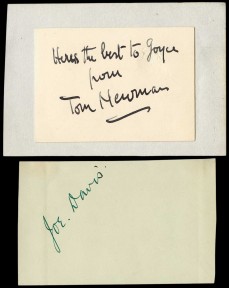 Heres the best to Joyce
from
Tom Newman
Joe. Davis.